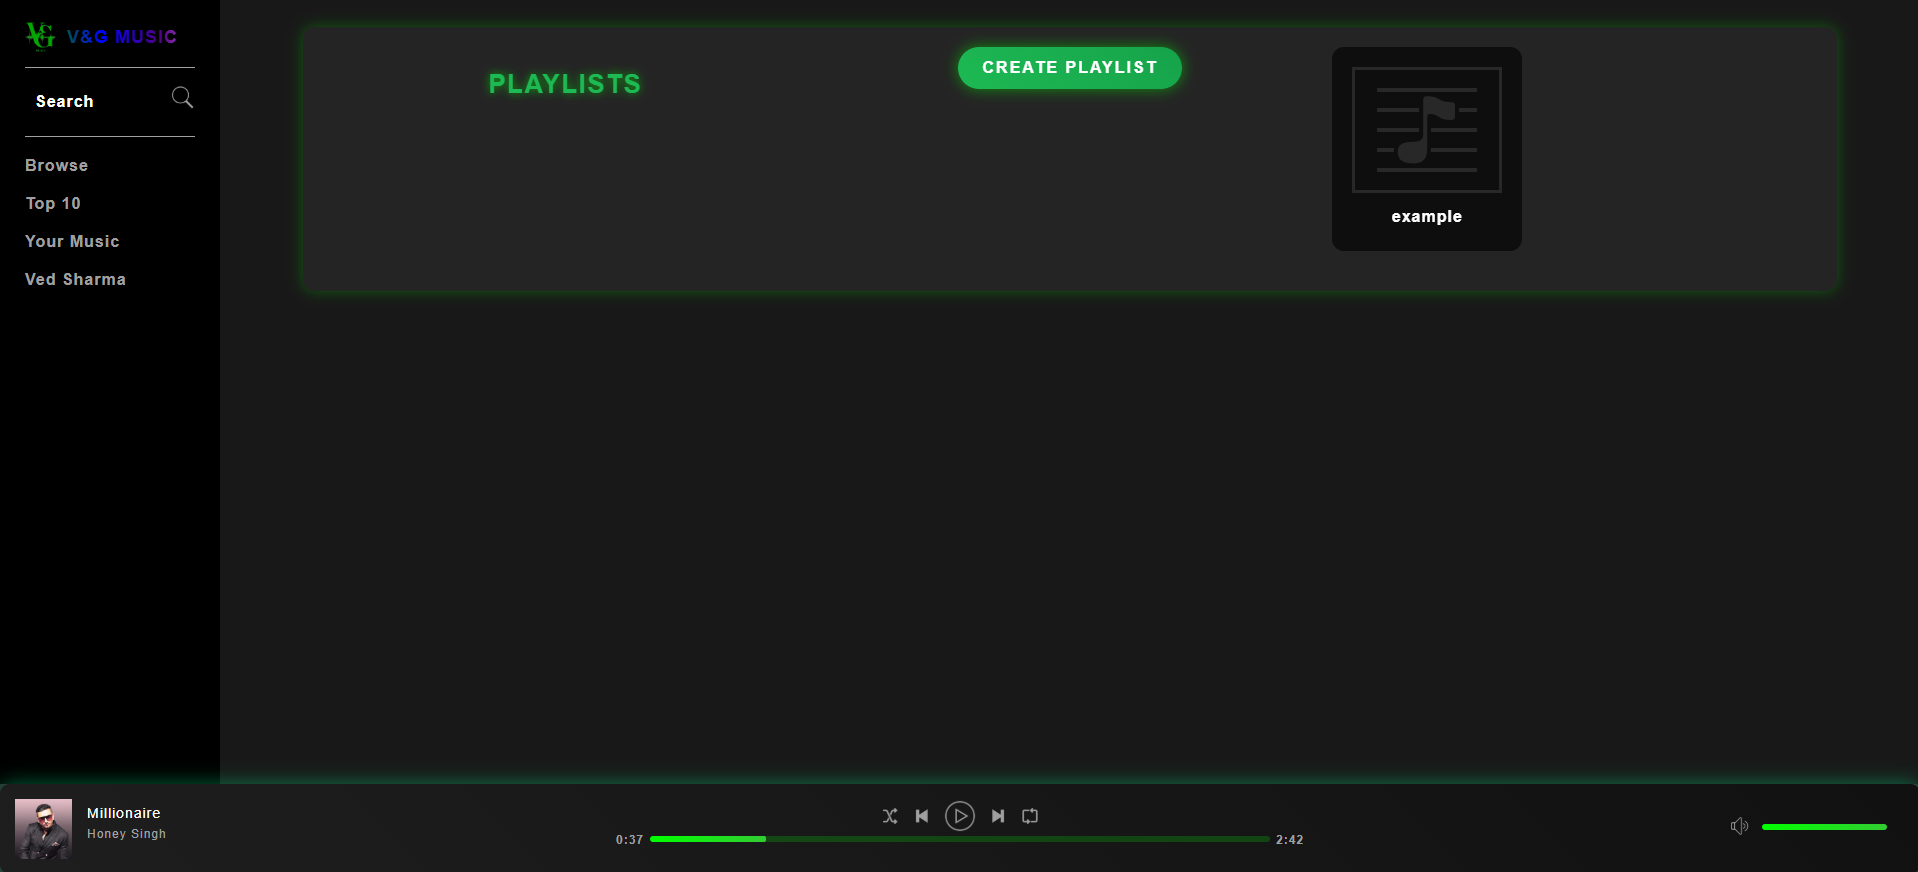 V&G MUSIC
Search
Browse
Top 10
Your Music
Ved Sharma
PLAYLISTS
CREATE PLAYLIST
example
Millionaire
Honey Singh
0:37
2:42